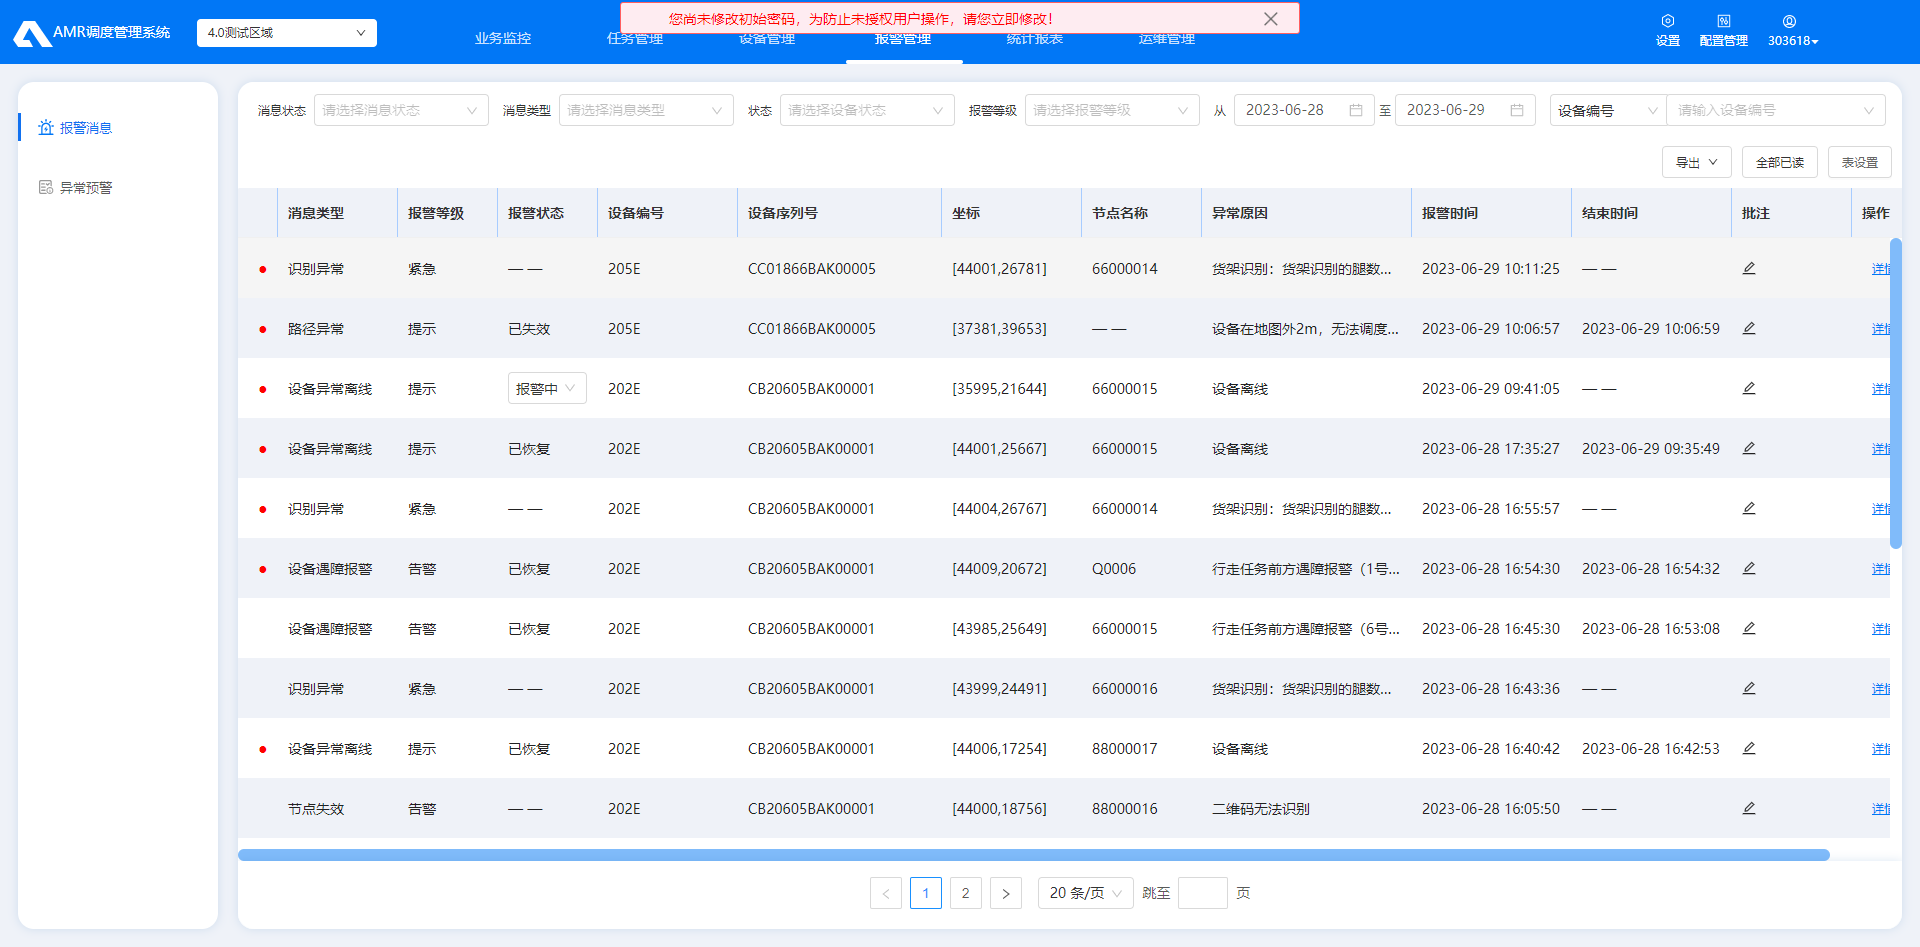 您尚未修改初始密码，为防止未授权用户操作，请您立即修改！
AMR调度管理系统
4.0测试区域
业务监控
任务管理
设备管理
报警管理
统计报表
运维管理
设置
配置管理
303618
报警消息
异常预警
消息状态 请选择消息状态 消息类型 请选择消息类型 状态 请选择设备状态 报警等级 请选择报警等级 从 2023-06-28 至 2023-06-29 设备编号 请输入设备编号
导出 全部已读 表设置
消息类型 报警等级 报警状态 设备编号 设备序列号 坐标 节点名称 异常原因 报警时间 结束时间 批注 操作
识别异常 紧急 — — 205E CC01866BAK00005 [44001,26781] 66000014 货架识别：货架识别的腿数... 2023-06-29 10:11:25 — — 详情
路径异常 提示 已失效 205E CC01866BAK00005 [37381,39653] — — 设备在地图外2m，无法调度... 2023-06-29 10:06:57 2023-06-29 10:06:59 详情
设备异常离线 提示 报警中 202E CB20605BAK00001 [35995,21644] 66000015 设备离线 2023-06-29 09:41:05 — — 详情
设备异常离线 提示 已恢复 202E CB20605BAK00001 [44001,25667] 66000015 设备离线 2023-06-28 17:35:27 2023-06-29 09:35:49 详情
识别异常 紧急 — — 202E CB20605BAK00001 [44004,26767] 66000014 货架识别：货架识别的腿数... 2023-06-28 16:55:57 — — 详情
设备遇障报警 告警 已恢复 202E CB20605BAK00001 [44009,20672] Q0006 行走任务前方遇障报警（1号... 2023-06-28 16:54:30 2023-06-28 16:54:32 详情
设备遇障报警 告警 已恢复 202E CB20605BAK00001 [43985,25649] 66000015 行走任务前方遇障报警（6号... 2023-06-28 16:45:30 2023-06-28 16:53:08 详情
识别异常 紧急 — — 202E CB20605BAK00001 [43999,24491] 66000016 货架识别：货架识别的腿数... 2023-06-28 16:43:36 — — 详情
设备异常离线 提示 已恢复 202E CB20605BAK00001 [44006,17254] 88000017 设备离线 2023-06-28 16:40:42 2023-06-28 16:42:53 详情
节点失效 告警 — — 202E CB20605BAK00001 [44000,18756] 88000016 二维码无法识别 2023-06-28 16:05:50 — — 详情
< 1 2 > 20 条/页 跳至 页